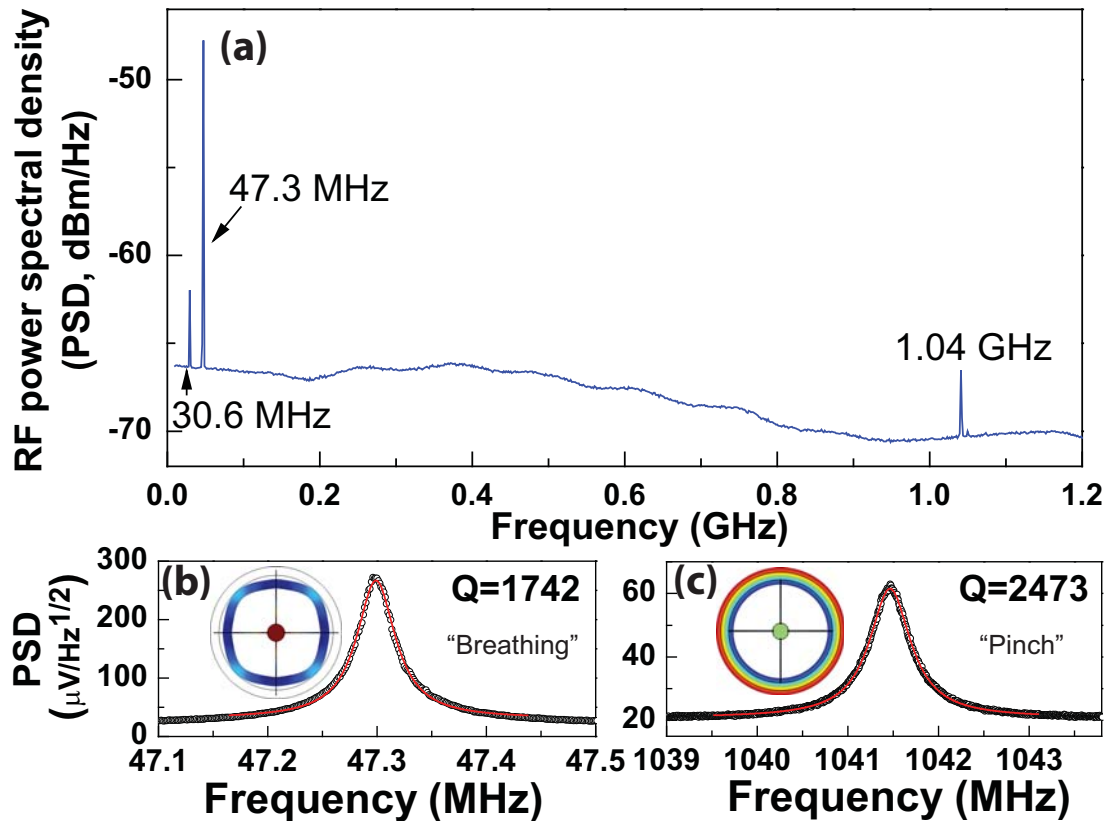 (a)
RF power spectral density
(PSD, dBm/Hz)
-50
-60
-70
47.3 MHz
30.6 MHz
1.04 GHz
0.0 0.2 0.4 0.6 0.8 1.0 1.2
Frequency (GHz)
(b)
Q=1742
"Breathing"
PSD
(μV/Hz^1/2)
300
200
100
0
47.1 47.2 47.3 47.4 47.5
Frequency (MHz)
(c)
Q=2473
"Pinch"
60
40
20
1039 1040 1041 1042 1043
Frequency (MHz)